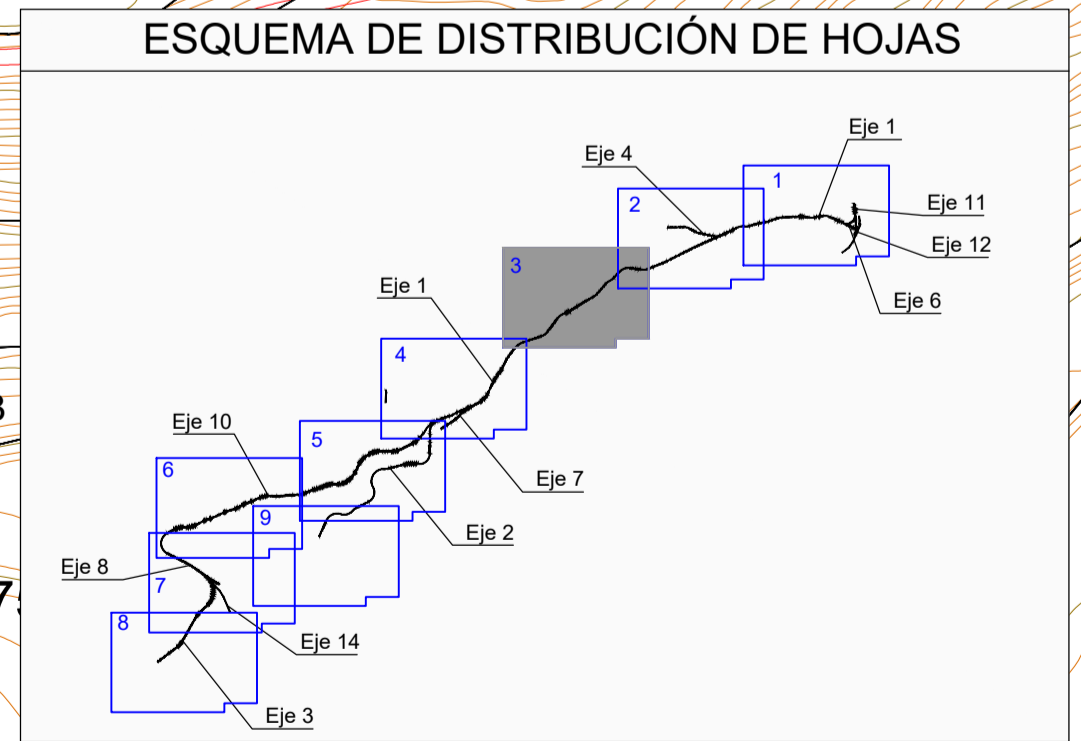 ESQUEMA DE DISTRIBUCIÓN DE HOJAS
Eje 1
Eje 4
1
2
Eje 11
Eje 12
3
Eje 1
Eje 6
4
Eje 10
5
6
Eje 7
9
Eje 2
Eje 8
7
8
Eje 14
Eje 3